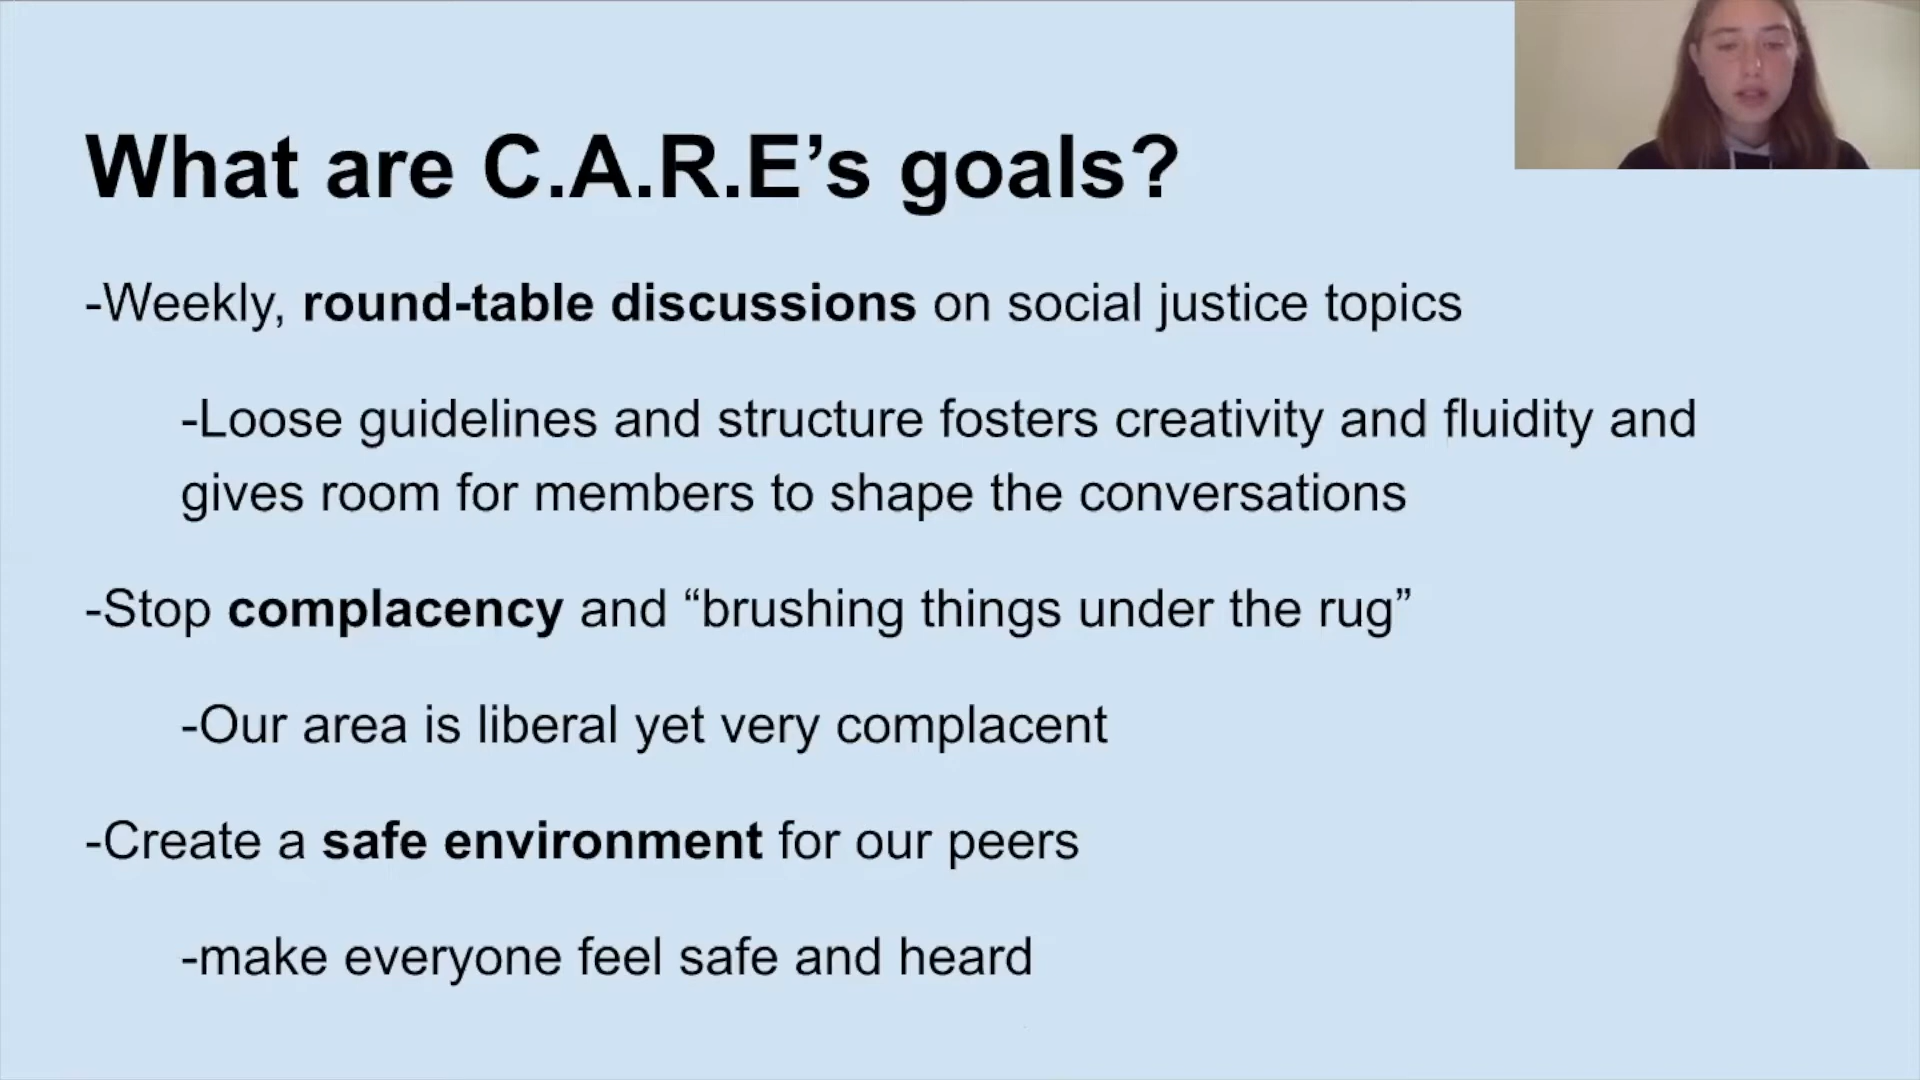 What are C.A.R.E’s goals?
-Weekly, round-table discussions on social justice topics
-Loose guidelines and structure fosters creativity and fluidity and
gives room for members to shape the conversations
-Stop complacency and “brushing things under the rug”
-Our area is liberal yet very complacent
-Create a safe environment for our peers
-make everyone feel safe and heard